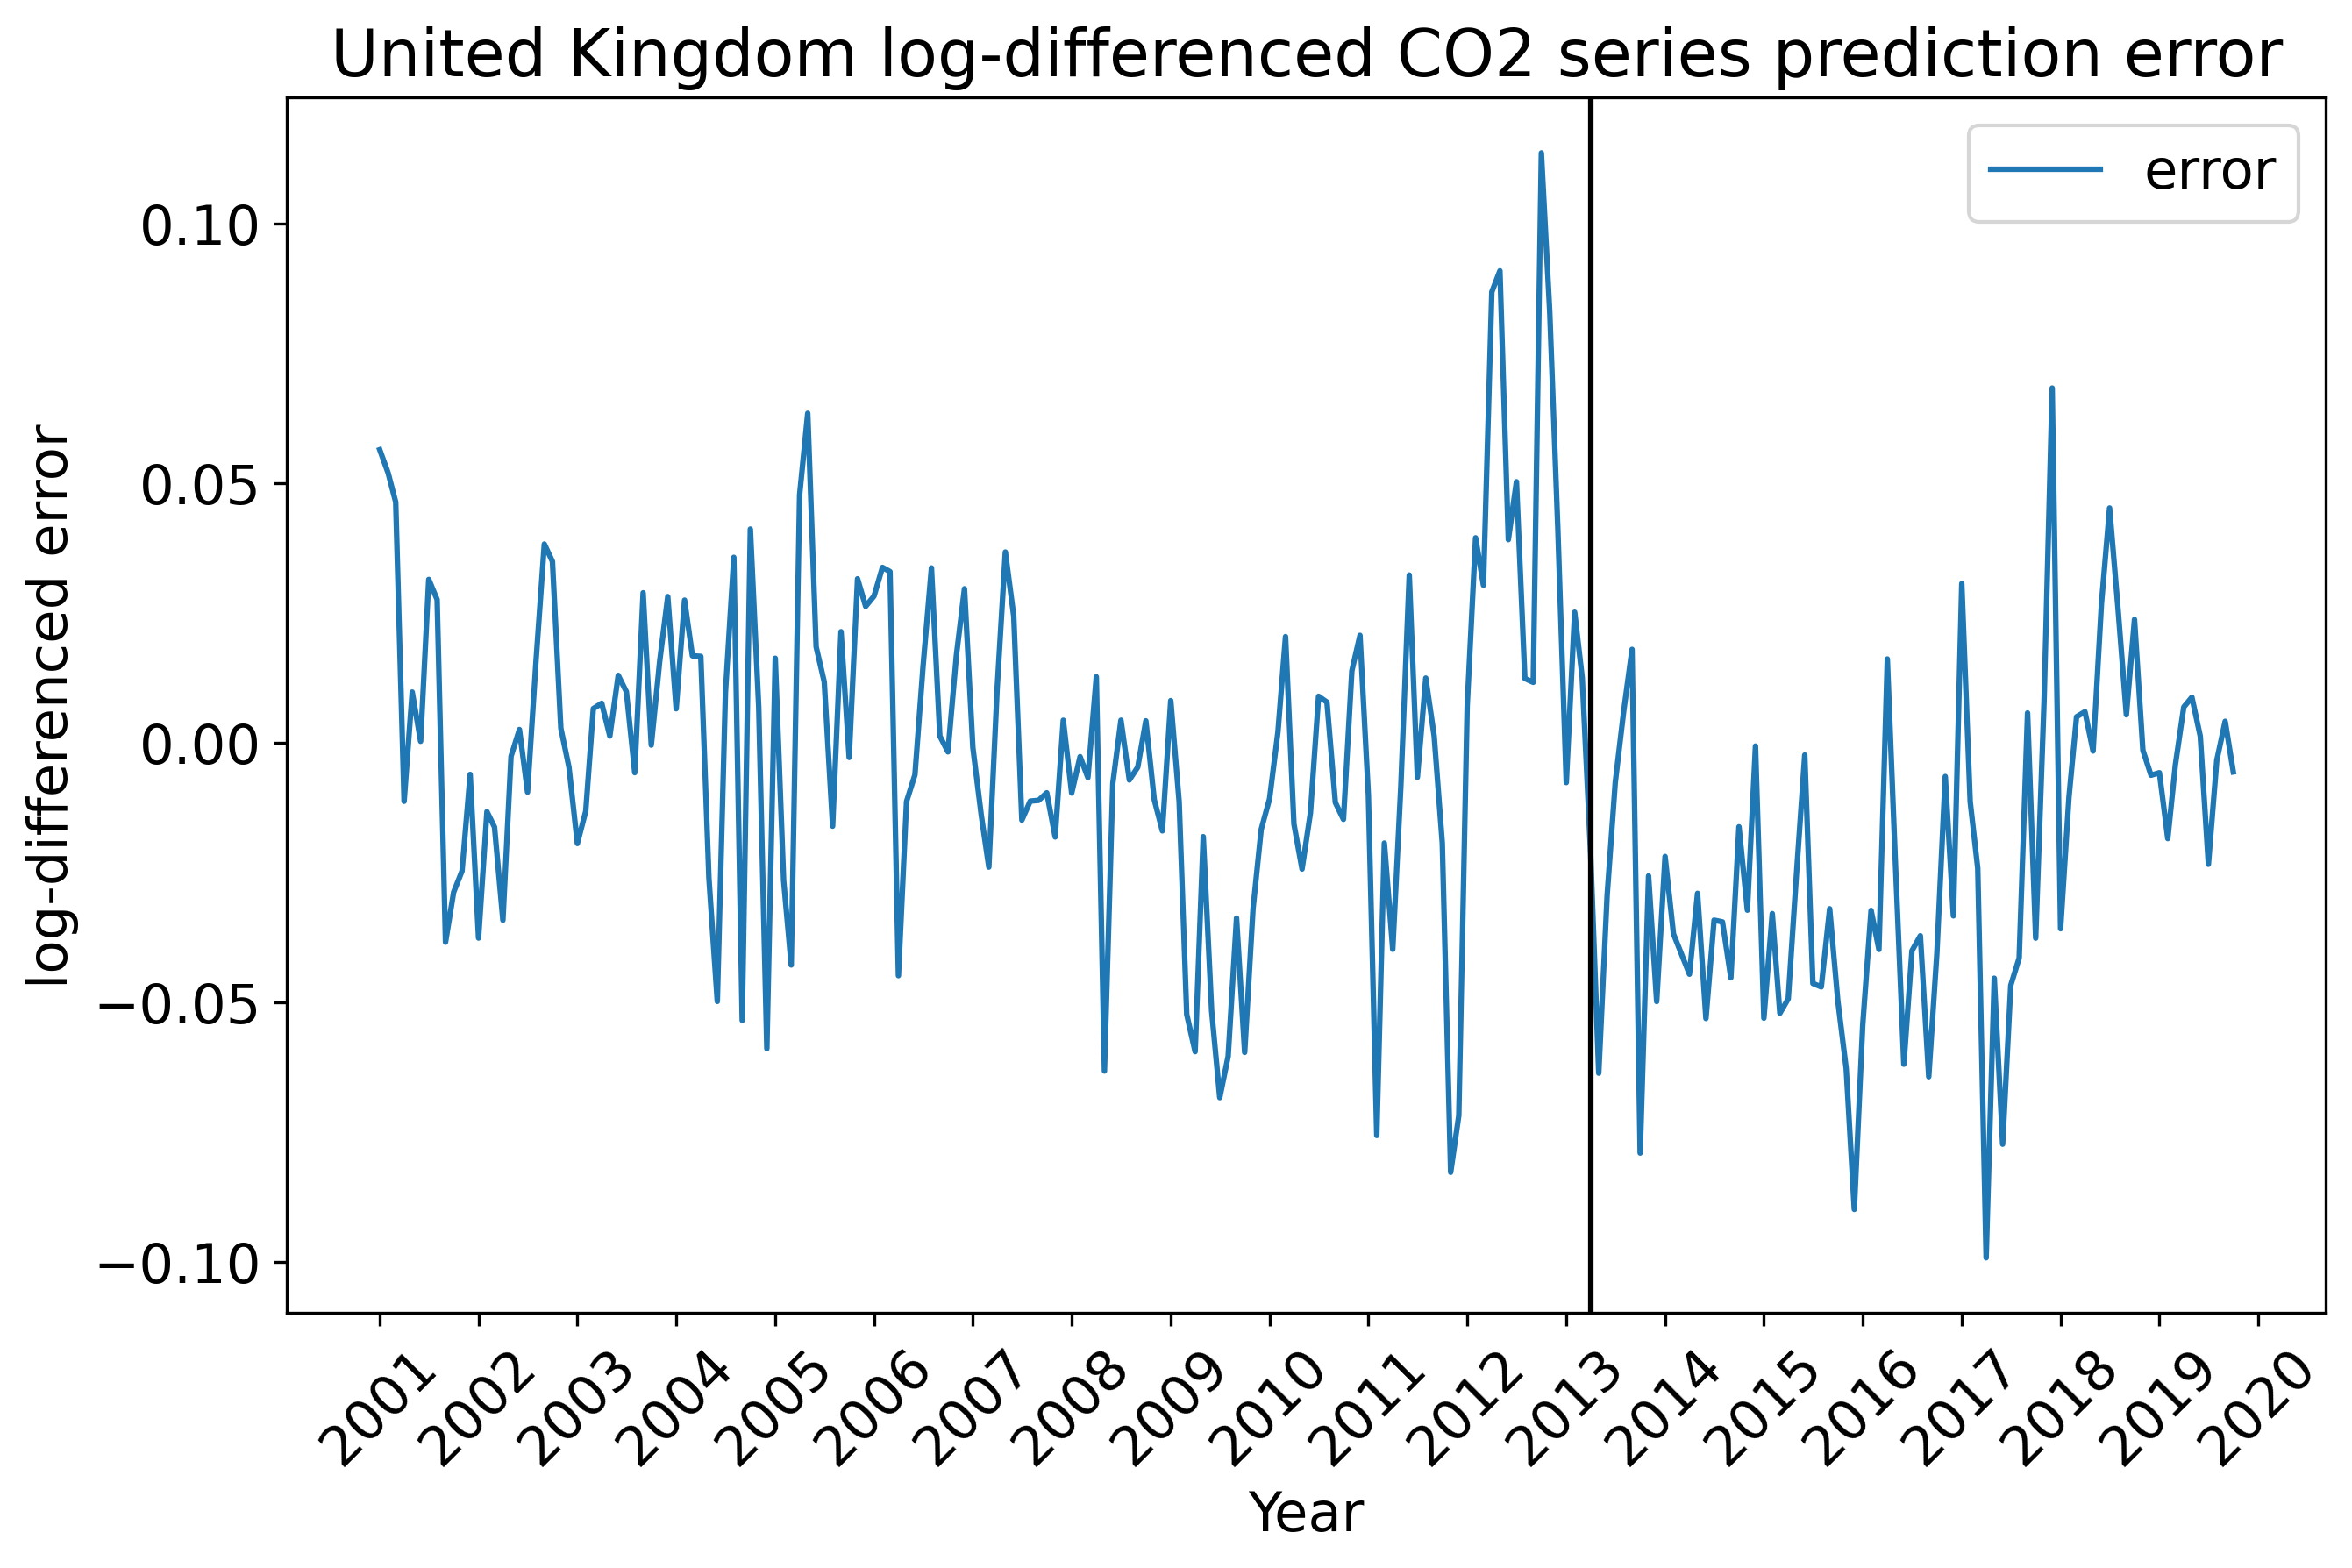 United Kingdom log-differenced CO2 series prediction error
error
log-differenced error
0.10
0.05
0.00
−0.05
−0.10
2001 2002 2003 2004 2005 2006 2007 2008 2009 2010 2011 2012 2013 2014 2015 2016 2017 2018 2019 2020
Year